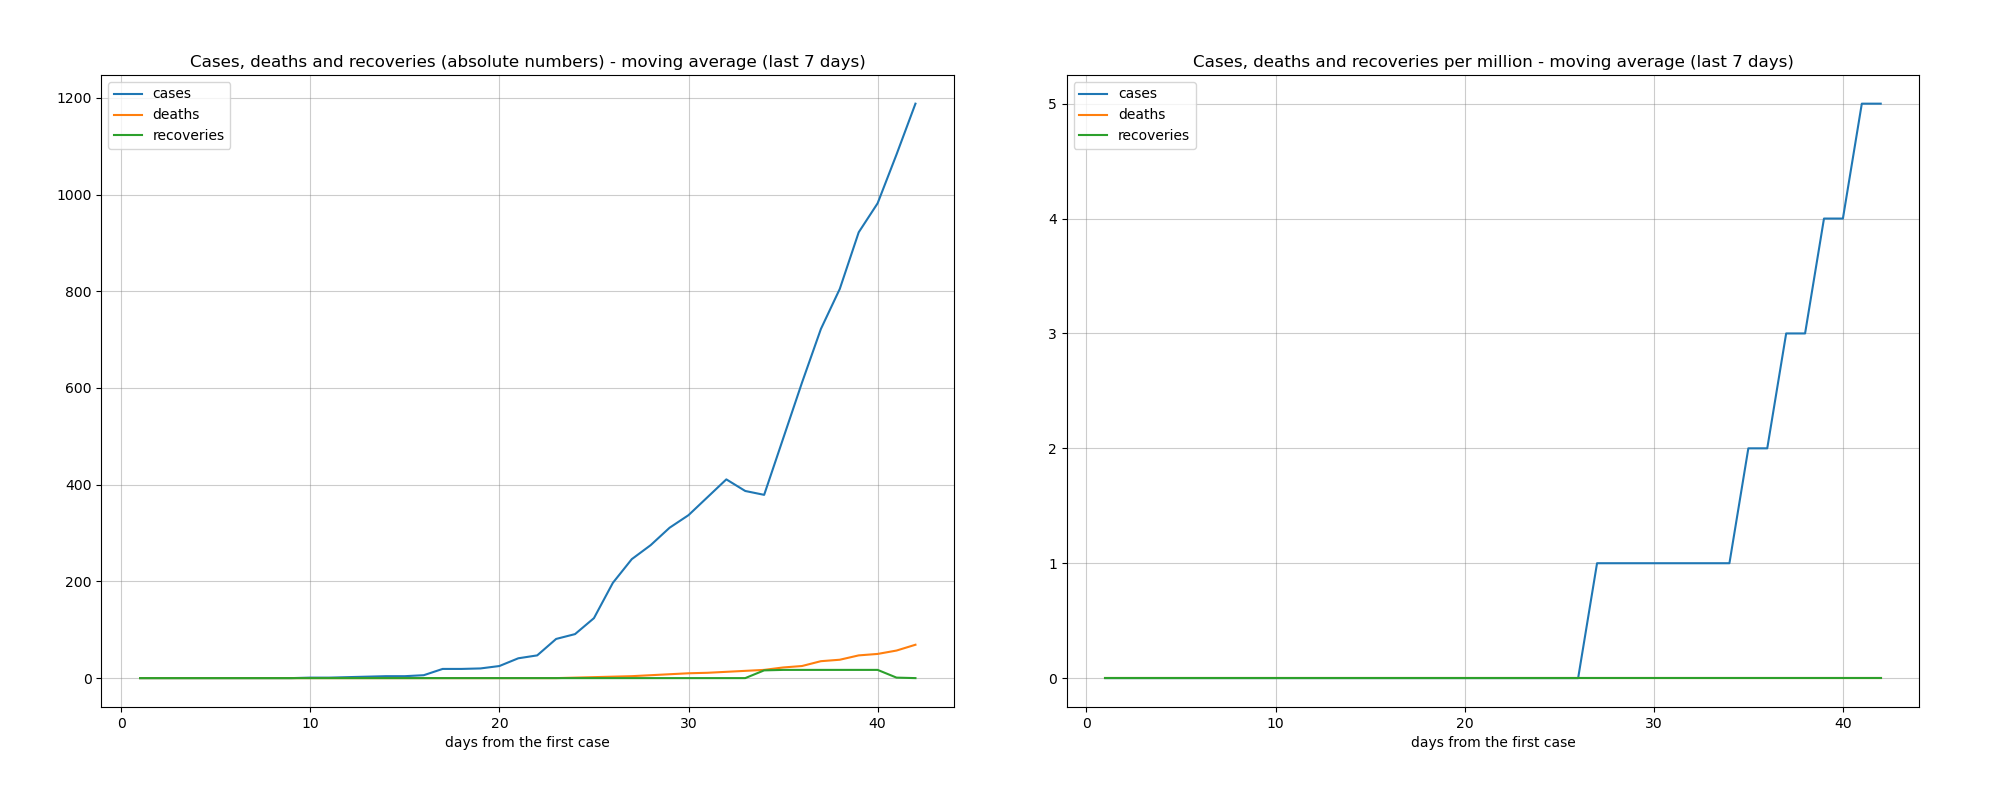 Cases, deaths and recoveries (absolute numbers) - moving average (last 7 days)
cases
deaths
recoveries
1200
1000
800
600
400
200
0
0 10 20 30 40
days from the first case
Cases, deaths and recoveries per million - moving average (last 7 days)
cases
deaths
recoveries
5
4
3
2
1
0
0 10 20 30 40
days from the first case